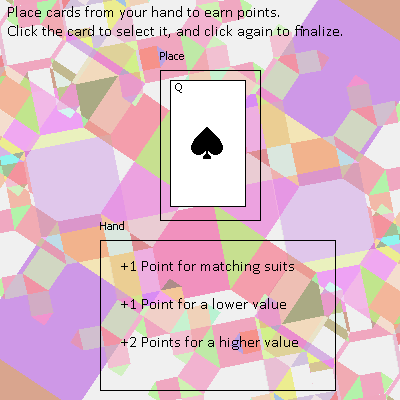 Place cards from your hand to earn points.
Click the card to select it, and click again to finalize.
Place
Q
Hand
+1 Point for matching suits
+1 Point for a lower value
+2 Points for a higher value